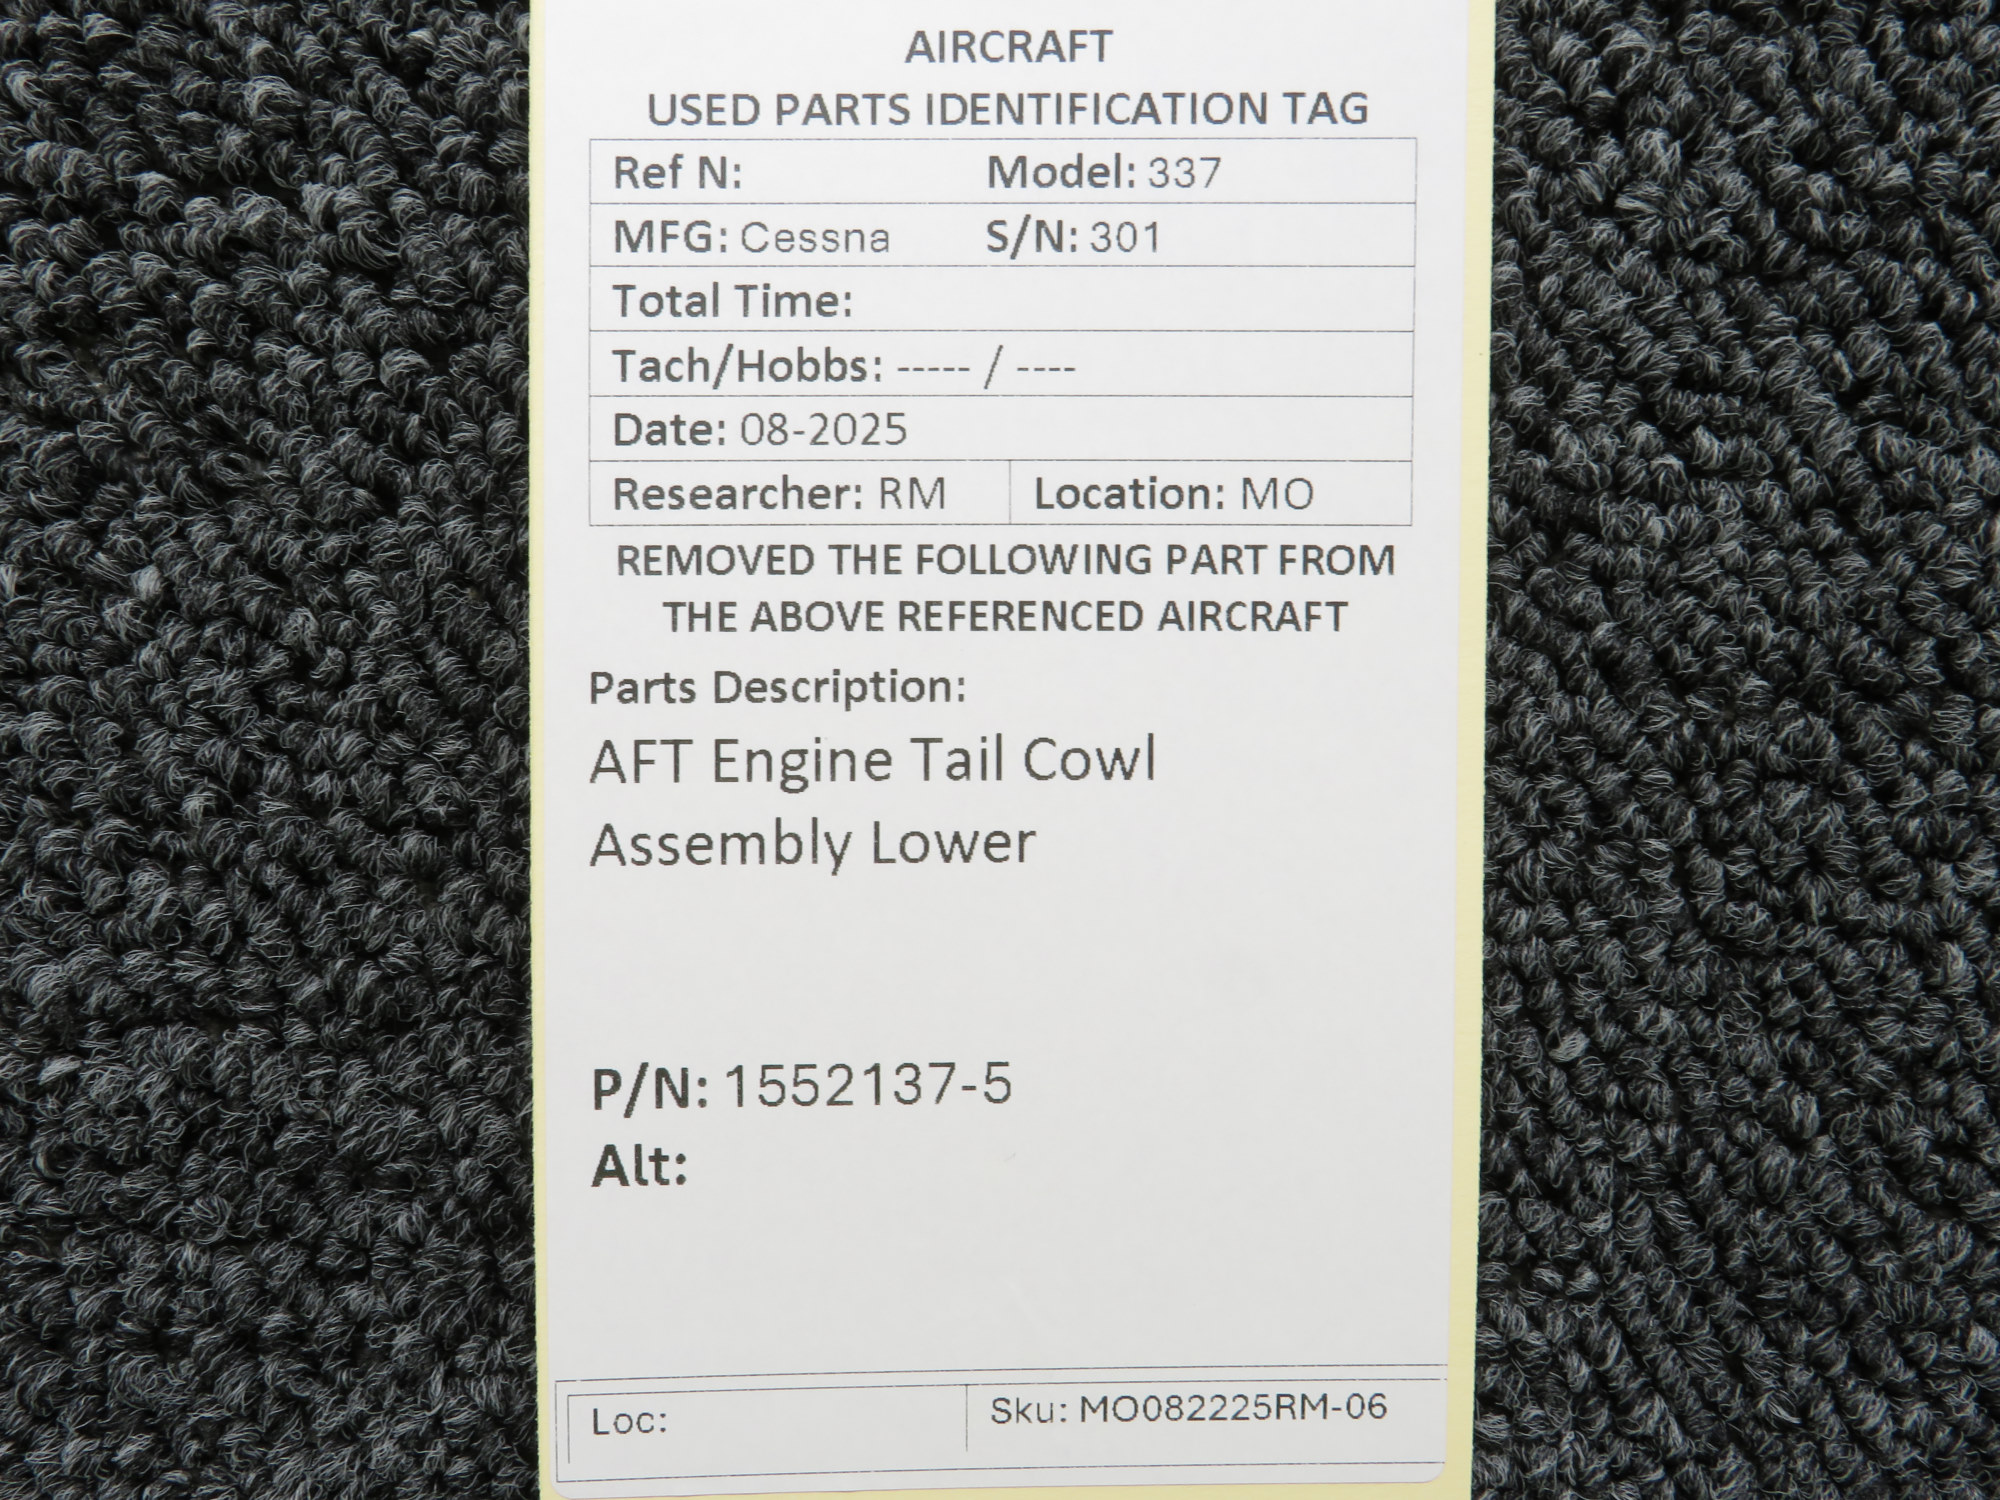 AIRCRAFT
USED PARTS IDENTIFICATION TAG
Ref N: Model: 337
MFG: Cessna S/N: 301
Total Time:
Tach/Hobbs: ----- / ----
Date: 08-2025
Researcher: RM Location: MO
REMOVED THE FOLLOWING PART FROM
THE ABOVE REFERENCED AIRCRAFT
Parts Description:
AFT Engine Tail Cowl
Assembly Lower
P/N: 1552137-5
Alt:
Loc: Sku: MO082225RM-06